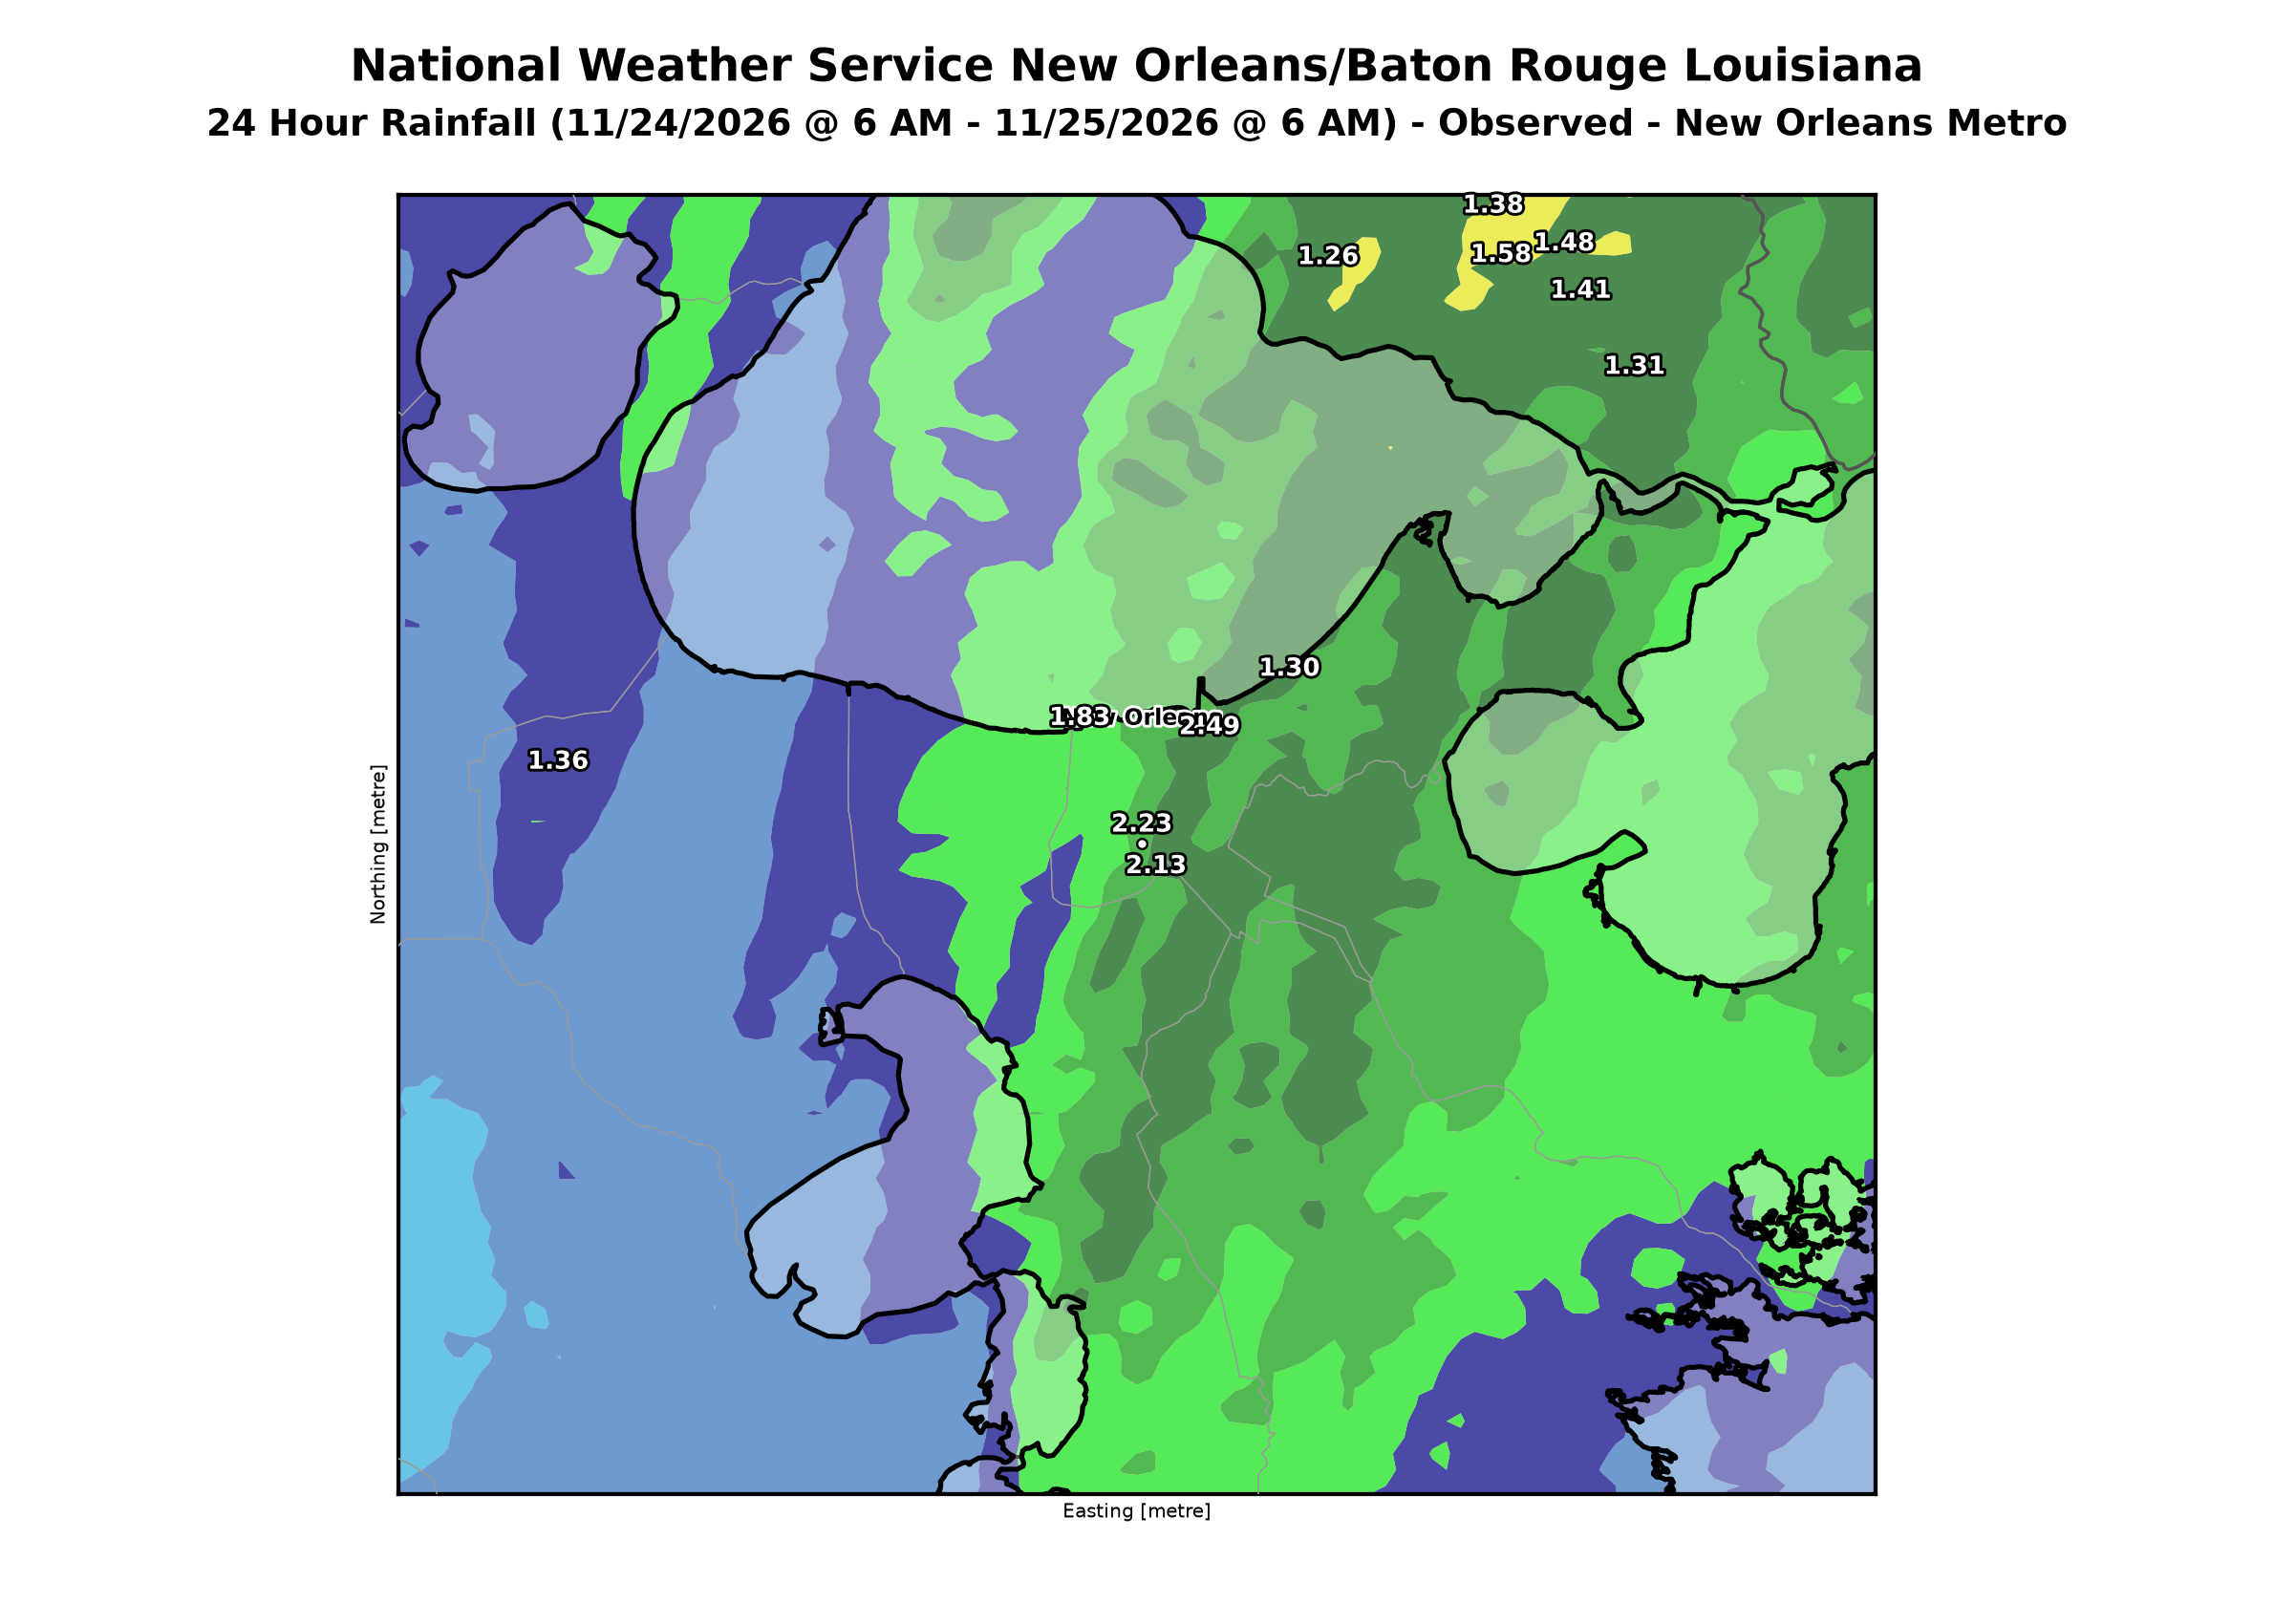 National Weather Service New Orleans/Baton Rouge Louisiana
24 Hour Rainfall (11/24/2026 @ 6 AM - 11/25/2026 @ 6 AM) - Observed - New Orleans Metro
1.38
1.48
1.58
1.26
1.41
1.31
1.30
1.83
Orleans
2.49
1.36
2.23
2.13
Northing [metre]
Easting [metre]